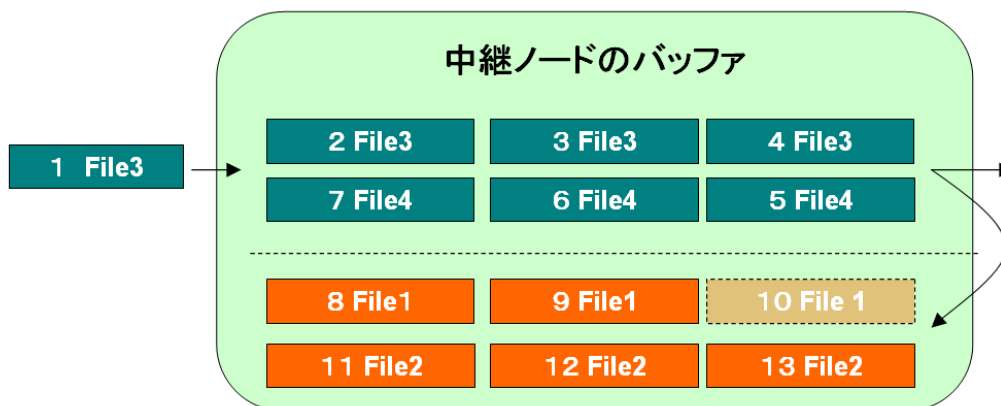 中継ノードのバッファ
1 File3
2 File3
3 File3
4 File3
7 File4
6 File4
5 File4
8 File1
9 File1
10 File 1
11 File2
12 File2
13 File2